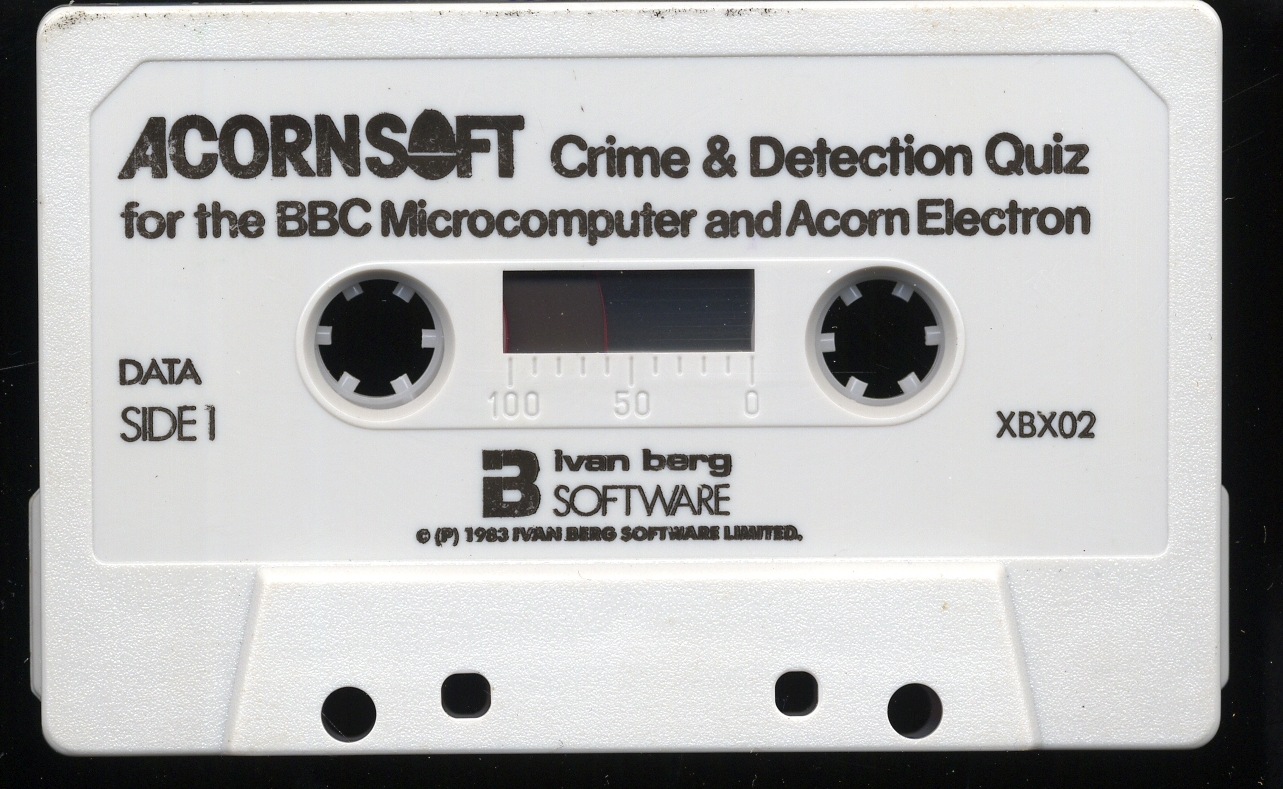 ACORNSOFT Crime & Detection Quiz
for the BBC Microcomputer and Acorn Electron
DATA
SIDE 1
100 50 0
XBX02
B ivan berg
SOFTWARE
© (P) 1983 IVAN BERG SOFTWARE LIMITED.